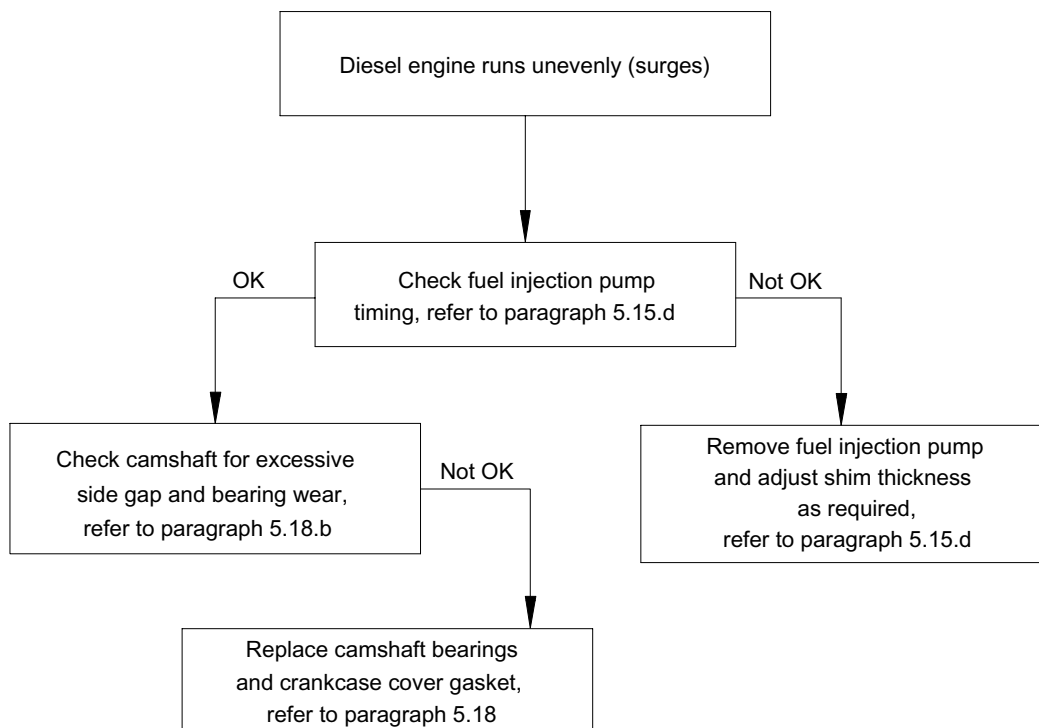 Diesel engine runs unevenly (surges)
Check fuel injection pump
timing, refer to paragraph 5.15.d
OK
Not OK
Check camshaft for excessive
side gap and bearing wear,
refer to paragraph 5.18.b
Not OK
Remove fuel injection pump
and adjust shim thickness
as required,
refer to paragraph 5.15.d
Replace camshaft bearings
and crankcase cover gasket,
refer to paragraph 5.18